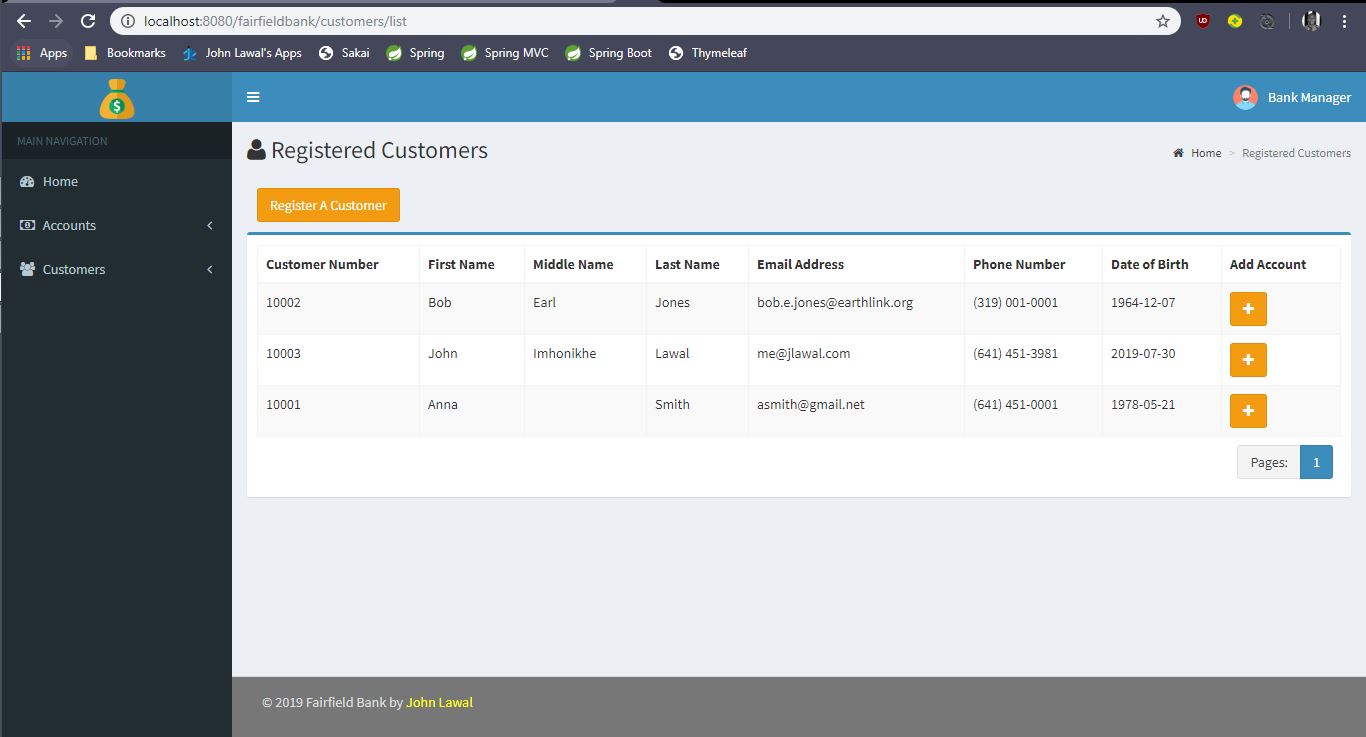 localhost:8080/fairfieldbank/customers/list
Apps Bookmarks John Lawal's Apps Sakai Spring Spring MVC Spring Boot Thymeleaf
$
Bank Manager
MAIN NAVIGATION
Home
Accounts
Customers
Registered Customers
Home > Registered Customers
Register A Customer
Customer Number First Name Middle Name Last Name Email Address Phone Number Date of Birth Add Account
10002 Bob Earl Jones bob.e.jones@earthlink.org (319) 001-0001 1964-12-07 +
10003 John Imhonikhe Lawal me@jlawal.com (641) 451-3981 2019-07-30 +
10001 Anna Smith asmith@gmail.net (641) 451-0001 1978-05-21 +
Pages: 1
© 2019 Fairfield Bank by John Lawal